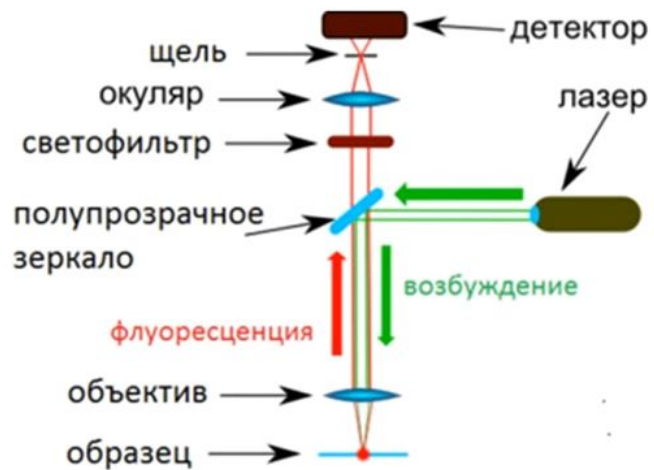 детектор
щель
окуляр
лазер
светофильтр
полупрозрачное
зеркало
возбуждение
флуоресценция
объектив
образец